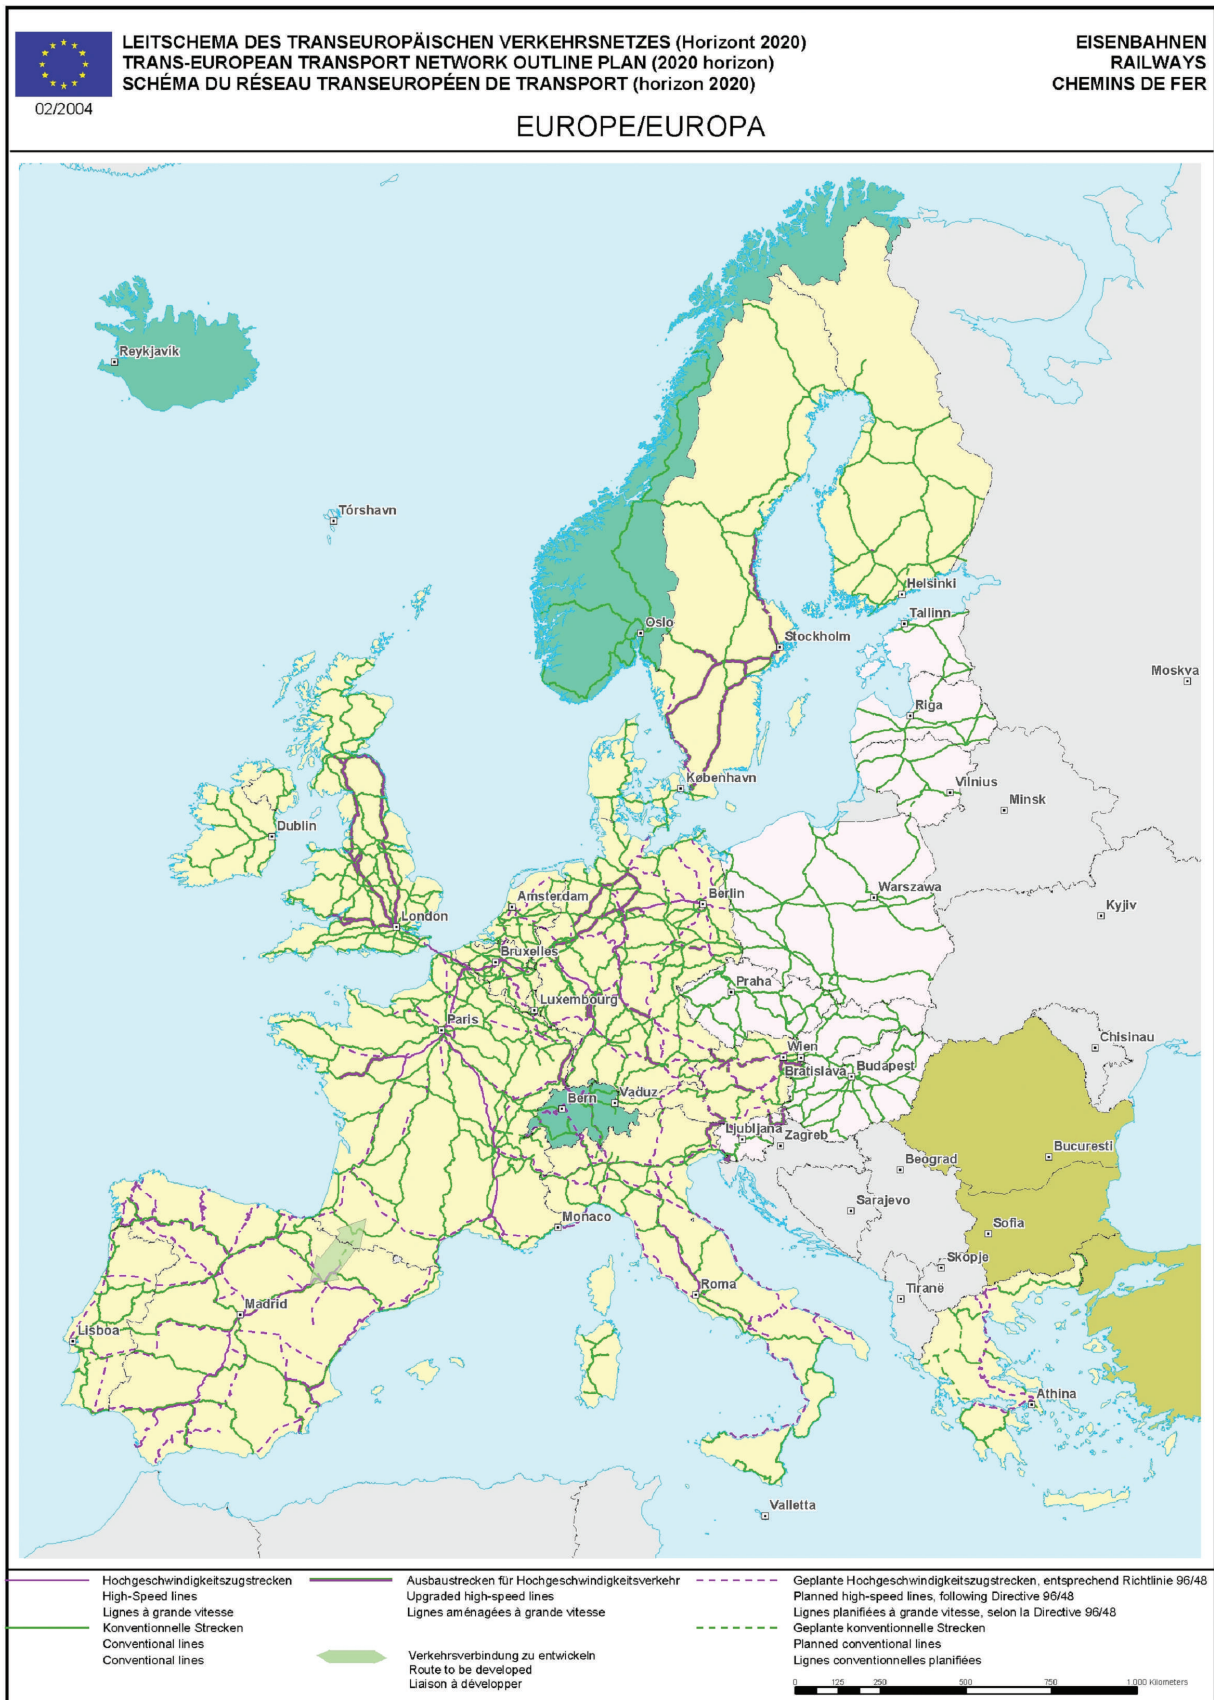 LEITSCHEMA DES TRANSEUROPÄISCHEN VERKEHRSNETZES (Horizont 2020)
TRANS-EUROPEAN TRANSPORT NETWORK OUTLINE PLAN (2020 horizon)
SCHÉMA DU RÉSEAU TRANSEUROPÉEN DE TRANSPORT (horizon 2020)
EISENBAHNEN
RAILWAYS
CHEMINS DE FER
02/2004
EUROPE/EUROPA
Reykjavik
Tórshavn
Helsinki
Tallinn
Oslo
Stockholm
Moskva
Riga
København
Vilnius
Minsk
Dublin
Amsterdam
Berlin
Warszawa
Kyjiv
London
Bruxelles
Praha
Luxembourg
Paris
Chisinau
Wien
Bratislava
Budapest
Bern
Vaduz
Ljubljana
Zagreb
Beograd
Bucuresti
Sarajevo
Monaco
Sofia
Skopje
Roma
Tiranë
Madrid
Lisboa
Athina
Valletta
Hochgeschwindigkeitszugstrecken
High-Speed lines
Lignes à grande vitesse
Konventionnelle Strecken
Conventional lines
Conventional lines
Ausbaustrecken für Hochgeschwindigkeitsverkehr
Upgraded high-speed lines
Lignes aménagées à grande vitesse
Verkehrsverbindung zu entwickeln
Route to be developed
Liaison à développer
Geplante Hochgeschwindigkeitszugstrecken, entsprechend Richtlinie 96/48
Planned high-speed lines, following Directive 96/48
Lignes planifiées à grande vitesse, selon la Directive 96/48
Geplante konventionelle Strecken
Planned conventional lines
Lignes conventionnelles planifiées
0 250 500 750 1.000 Kilometers